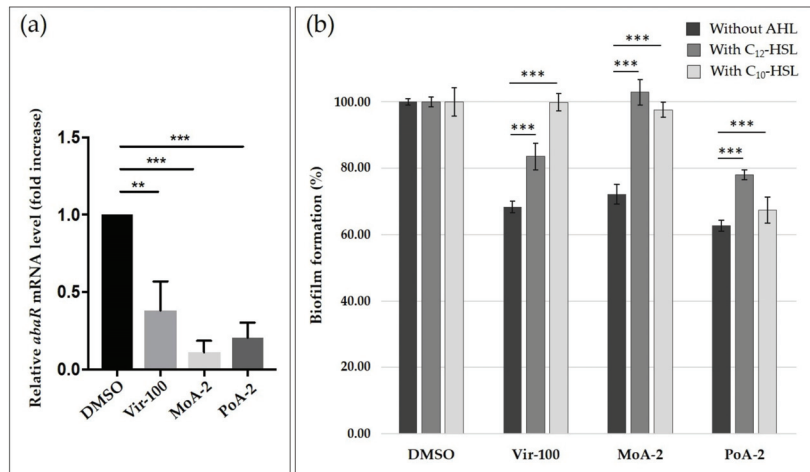 (a)
Relative abaR mRNA level (fold increase)
1.5
1.0
0.5
0.0
***
***
**
DMSO
Vir-100
MoA-2
PoA-2
(b)
Without AHL
With C12-HSL
With C10-HSL
Biofilm formation (%)
100.00
80.00
60.00
40.00
20.00
0.00
***
***
***
***
***
***
DMSO
Vir-100
MoA-2
PoA-2